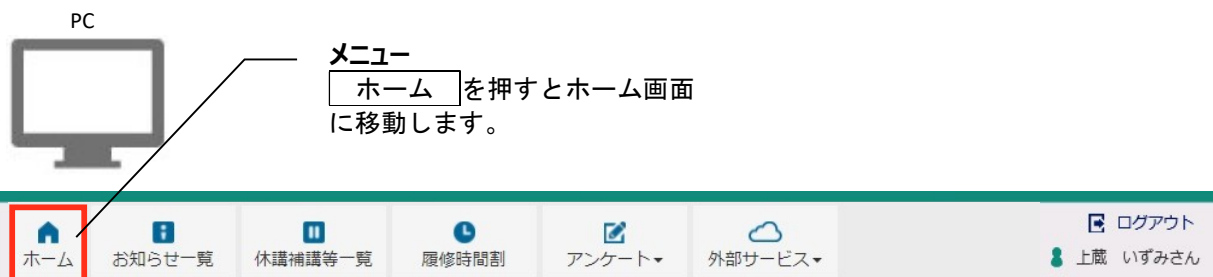 PC
メニュー
ホーム を押すとホーム画面
に移動します。
ホーム お知らせ一覧 休講補講等一覧 履修時間割 アンケート▾ 外部サービス▾
ログアウト
上蔵 いずみさん